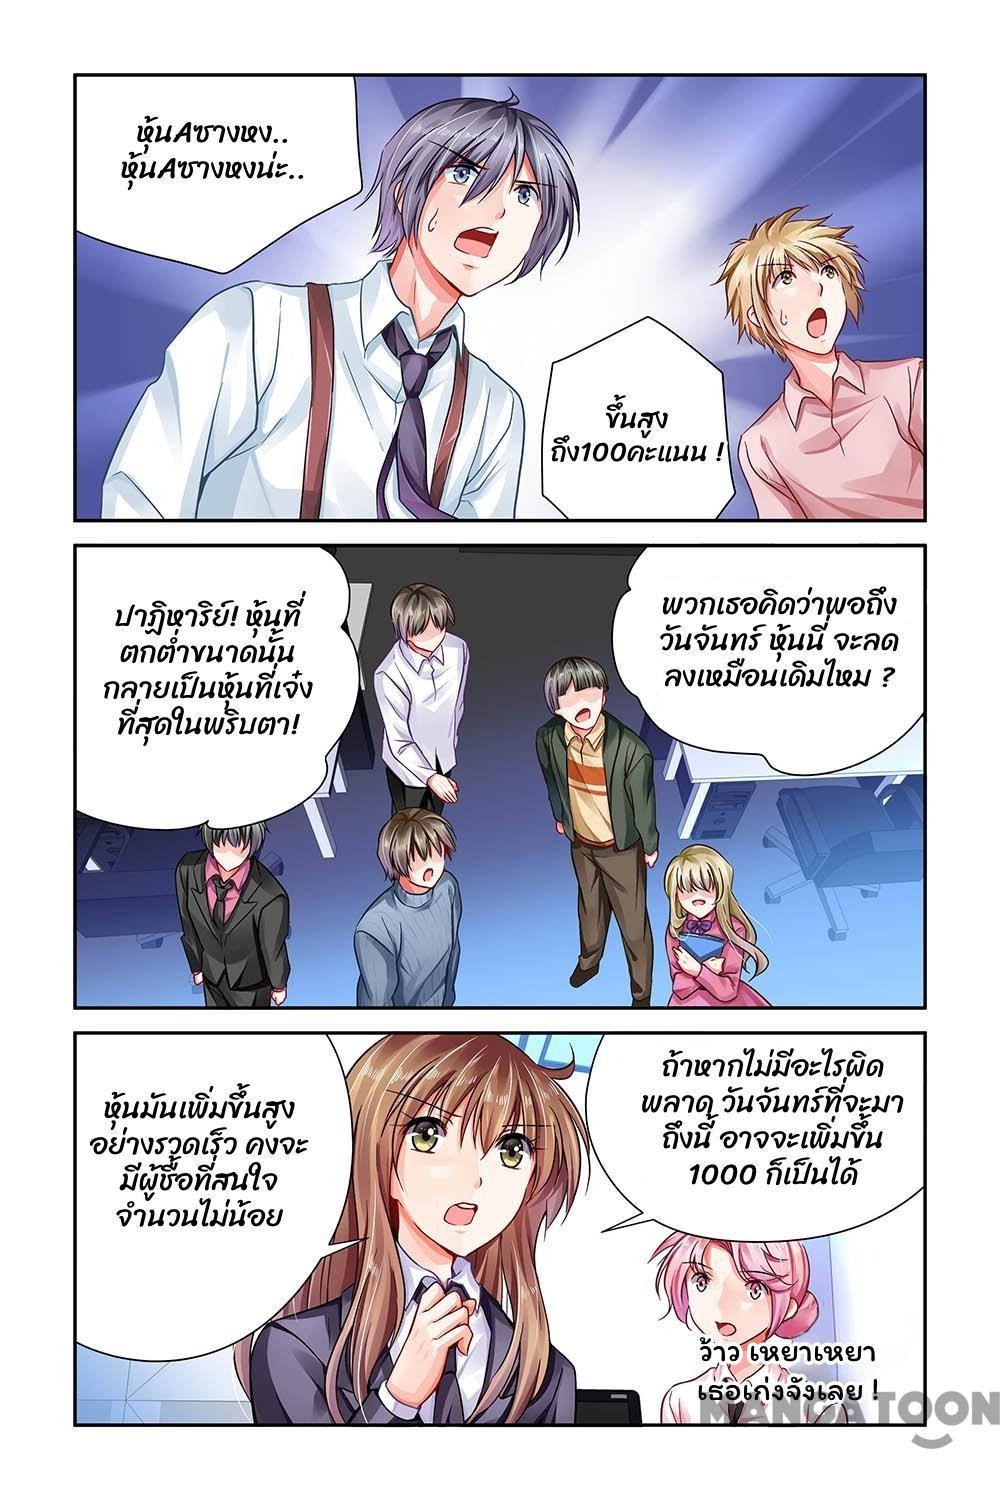 หุ้นAซางหง..
หุ้นAซางหงน่ะ..
ขึ้นสูง
ถึง100คะแนน !
ปาฏิหาริย์! หุ้นที่
ตกต่ำขนาดนั้น
กลายเป็นหุ้นที่เจ๋ง
ที่สุดในพริบตา!
พวกเธอคิดว่าพอถึง
วันจันทร์ หุ้นนี่ จะลด
ลงเหมือนเดิมไหม ?
หุ้นมันเพิ่มขึ้นสูง
อย่างรวดเร็ว คงจะ
มีผู้ซื้อที่สนใจ
จำนวนไม่น้อย
ถ้าหากไม่มีอะไรผิด
พลาด วันจันทร์ที่จะมา
ถึงนี้ อาจจะเพิ่มขึ้น
1000 ก็เป็นได้
ว้าว เหยาเหยา
เธอเก่งจังเลย !
MANGATOON